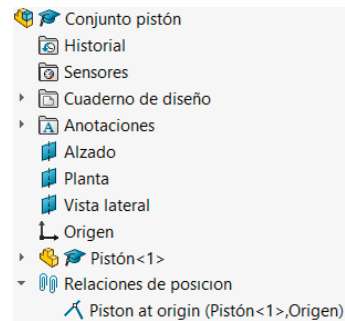 Conjunto pistón
Historial
Sensores
Cuaderno de diseño
Anotaciones
Alzado
Planta
Vista lateral
Origen
Pistón<1>
Relaciones de posicion
Piston at origin (Pistón<1>,Origen)